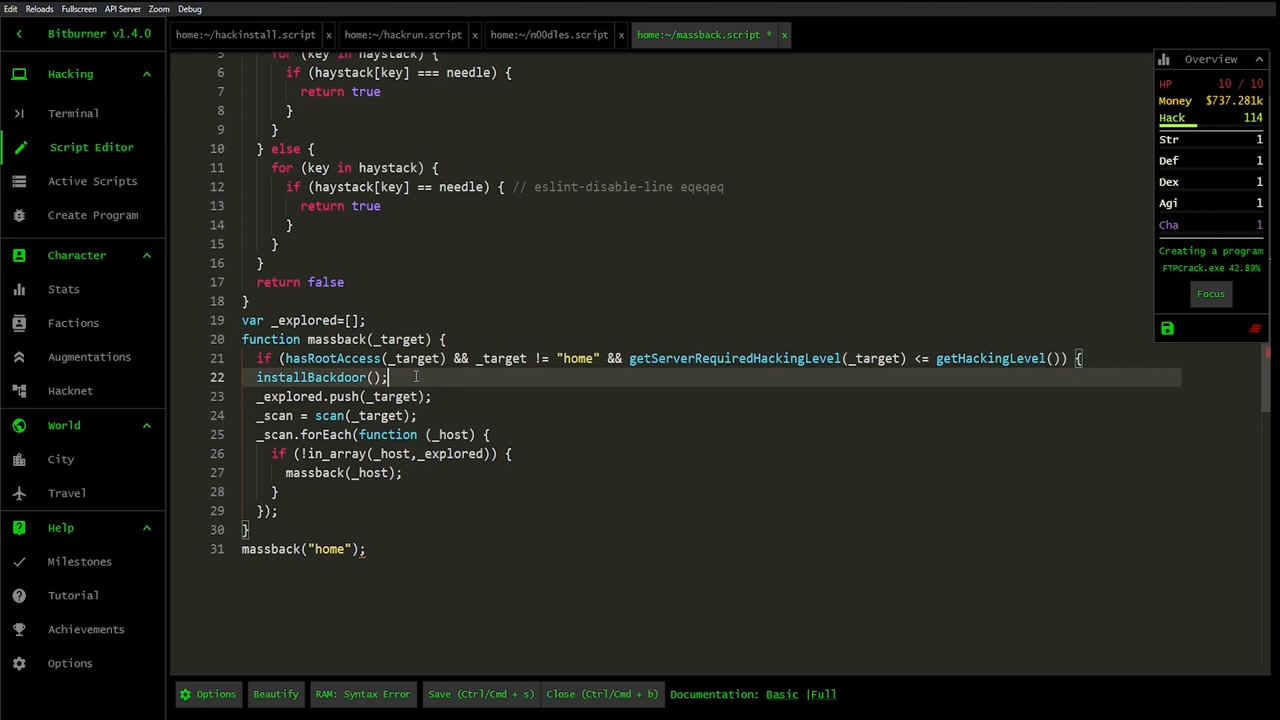 Edit Reloads Fullscreen API Server Zoom Debug
Bitburner v1.4.0
home:~/hackinstall.script x home:~/hackrun.script x home:~/n00dles.script x home:~/massback.script * x
Hacking
Terminal
Script Editor
Active Scripts
Create Program
Character
Stats
Factions
Augmentations
Hacknet
World
City
Travel
Help
Milestones
Tutorial
Achievements
Options
5 for (key in haystack) {
6 if (haystack[key] === needle) {
7 return true
8 }
9 }
10 } else {
11 for (key in haystack) {
12 if (haystack[key] == needle) { // eslint-disable-line eqeqeq
13 return true
14 }
15 }
16 }
17 return false
18 }
19 var _explored=[];
20 function massback(_target) {
21 if (hasRootAccess(_target) && _target != "home" && getServerRequiredHackingLevel(_target) <= getHackingLevel()) {
22 installBackdoor();
23 _explored.push(_target);
24 _scan = scan(_target);
25 _scan.forEach(function (_host) {
26 if (!in_array(_host,_explored)) {
27 massback(_host);
28 }
29 });
30 }
31 massback("home");
Overview
HP 10 / 10
Money $737.281k
Hack 114
Str 1
Def 1
Dex 1
Agi 1
Cha 1
Creating a program
FTPCrack.exe 42.89%
Focus
Options Beautify RAM: Syntax Error Save (Ctrl/Cmd + s) Close (Ctrl/Cmd + b) Documentation: Basic |Full